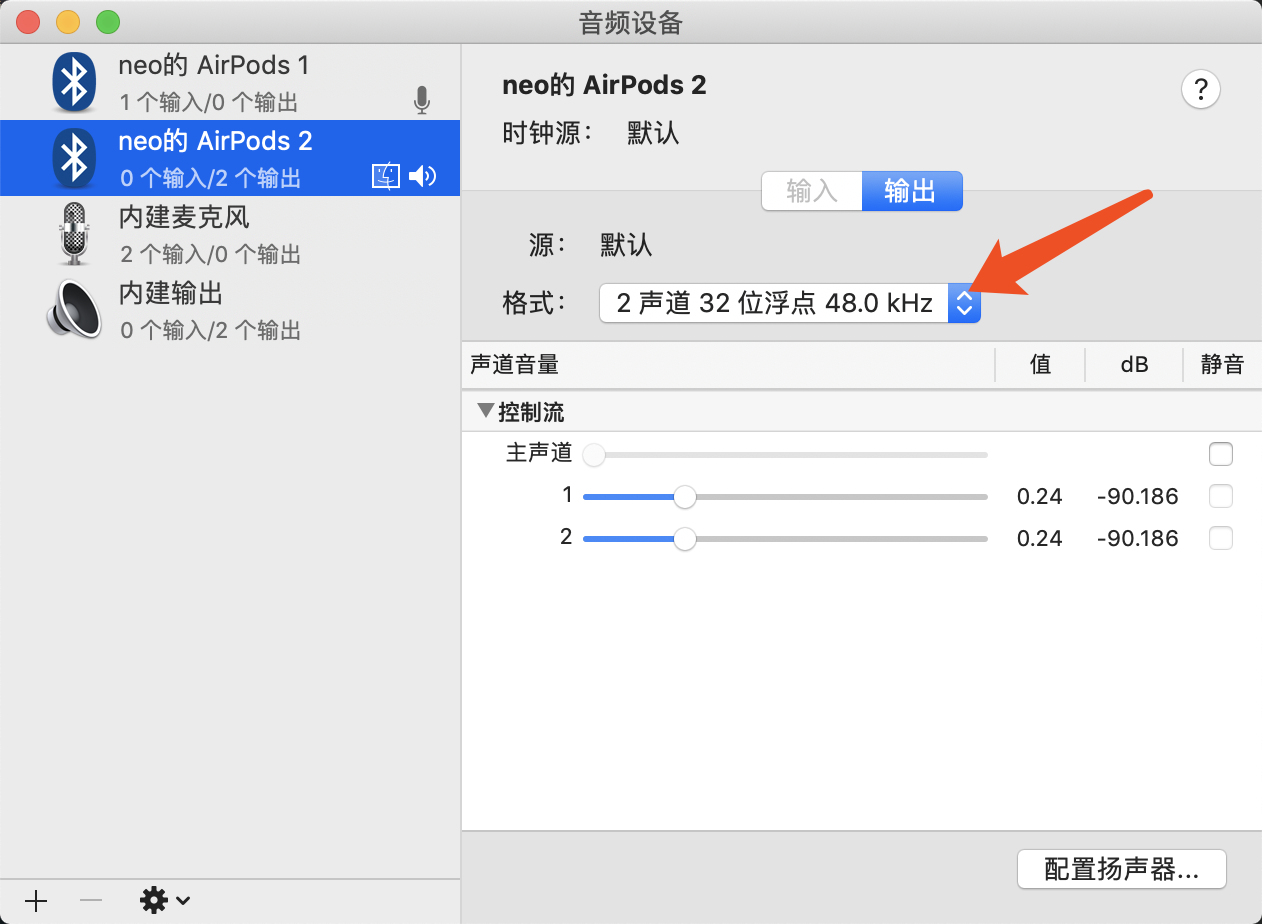 音频设备
neo的 AirPods 1
1 个输入/0 个输出
neo的 AirPods 2
0 个输入/2 个输出
内建麦克风
2 个输入/0 个输出
内建输出
0 个输入/2 个输出
neo的 AirPods 2
?
时钟源： 默认
输入 输出
源： 默认
格式： 2 声道 32 位浮点 48.0 kHz
声道音量 值 dB 静音
控制流
主声道
1 0.24 -90.186
2 0.24 -90.186
配置扬声器...